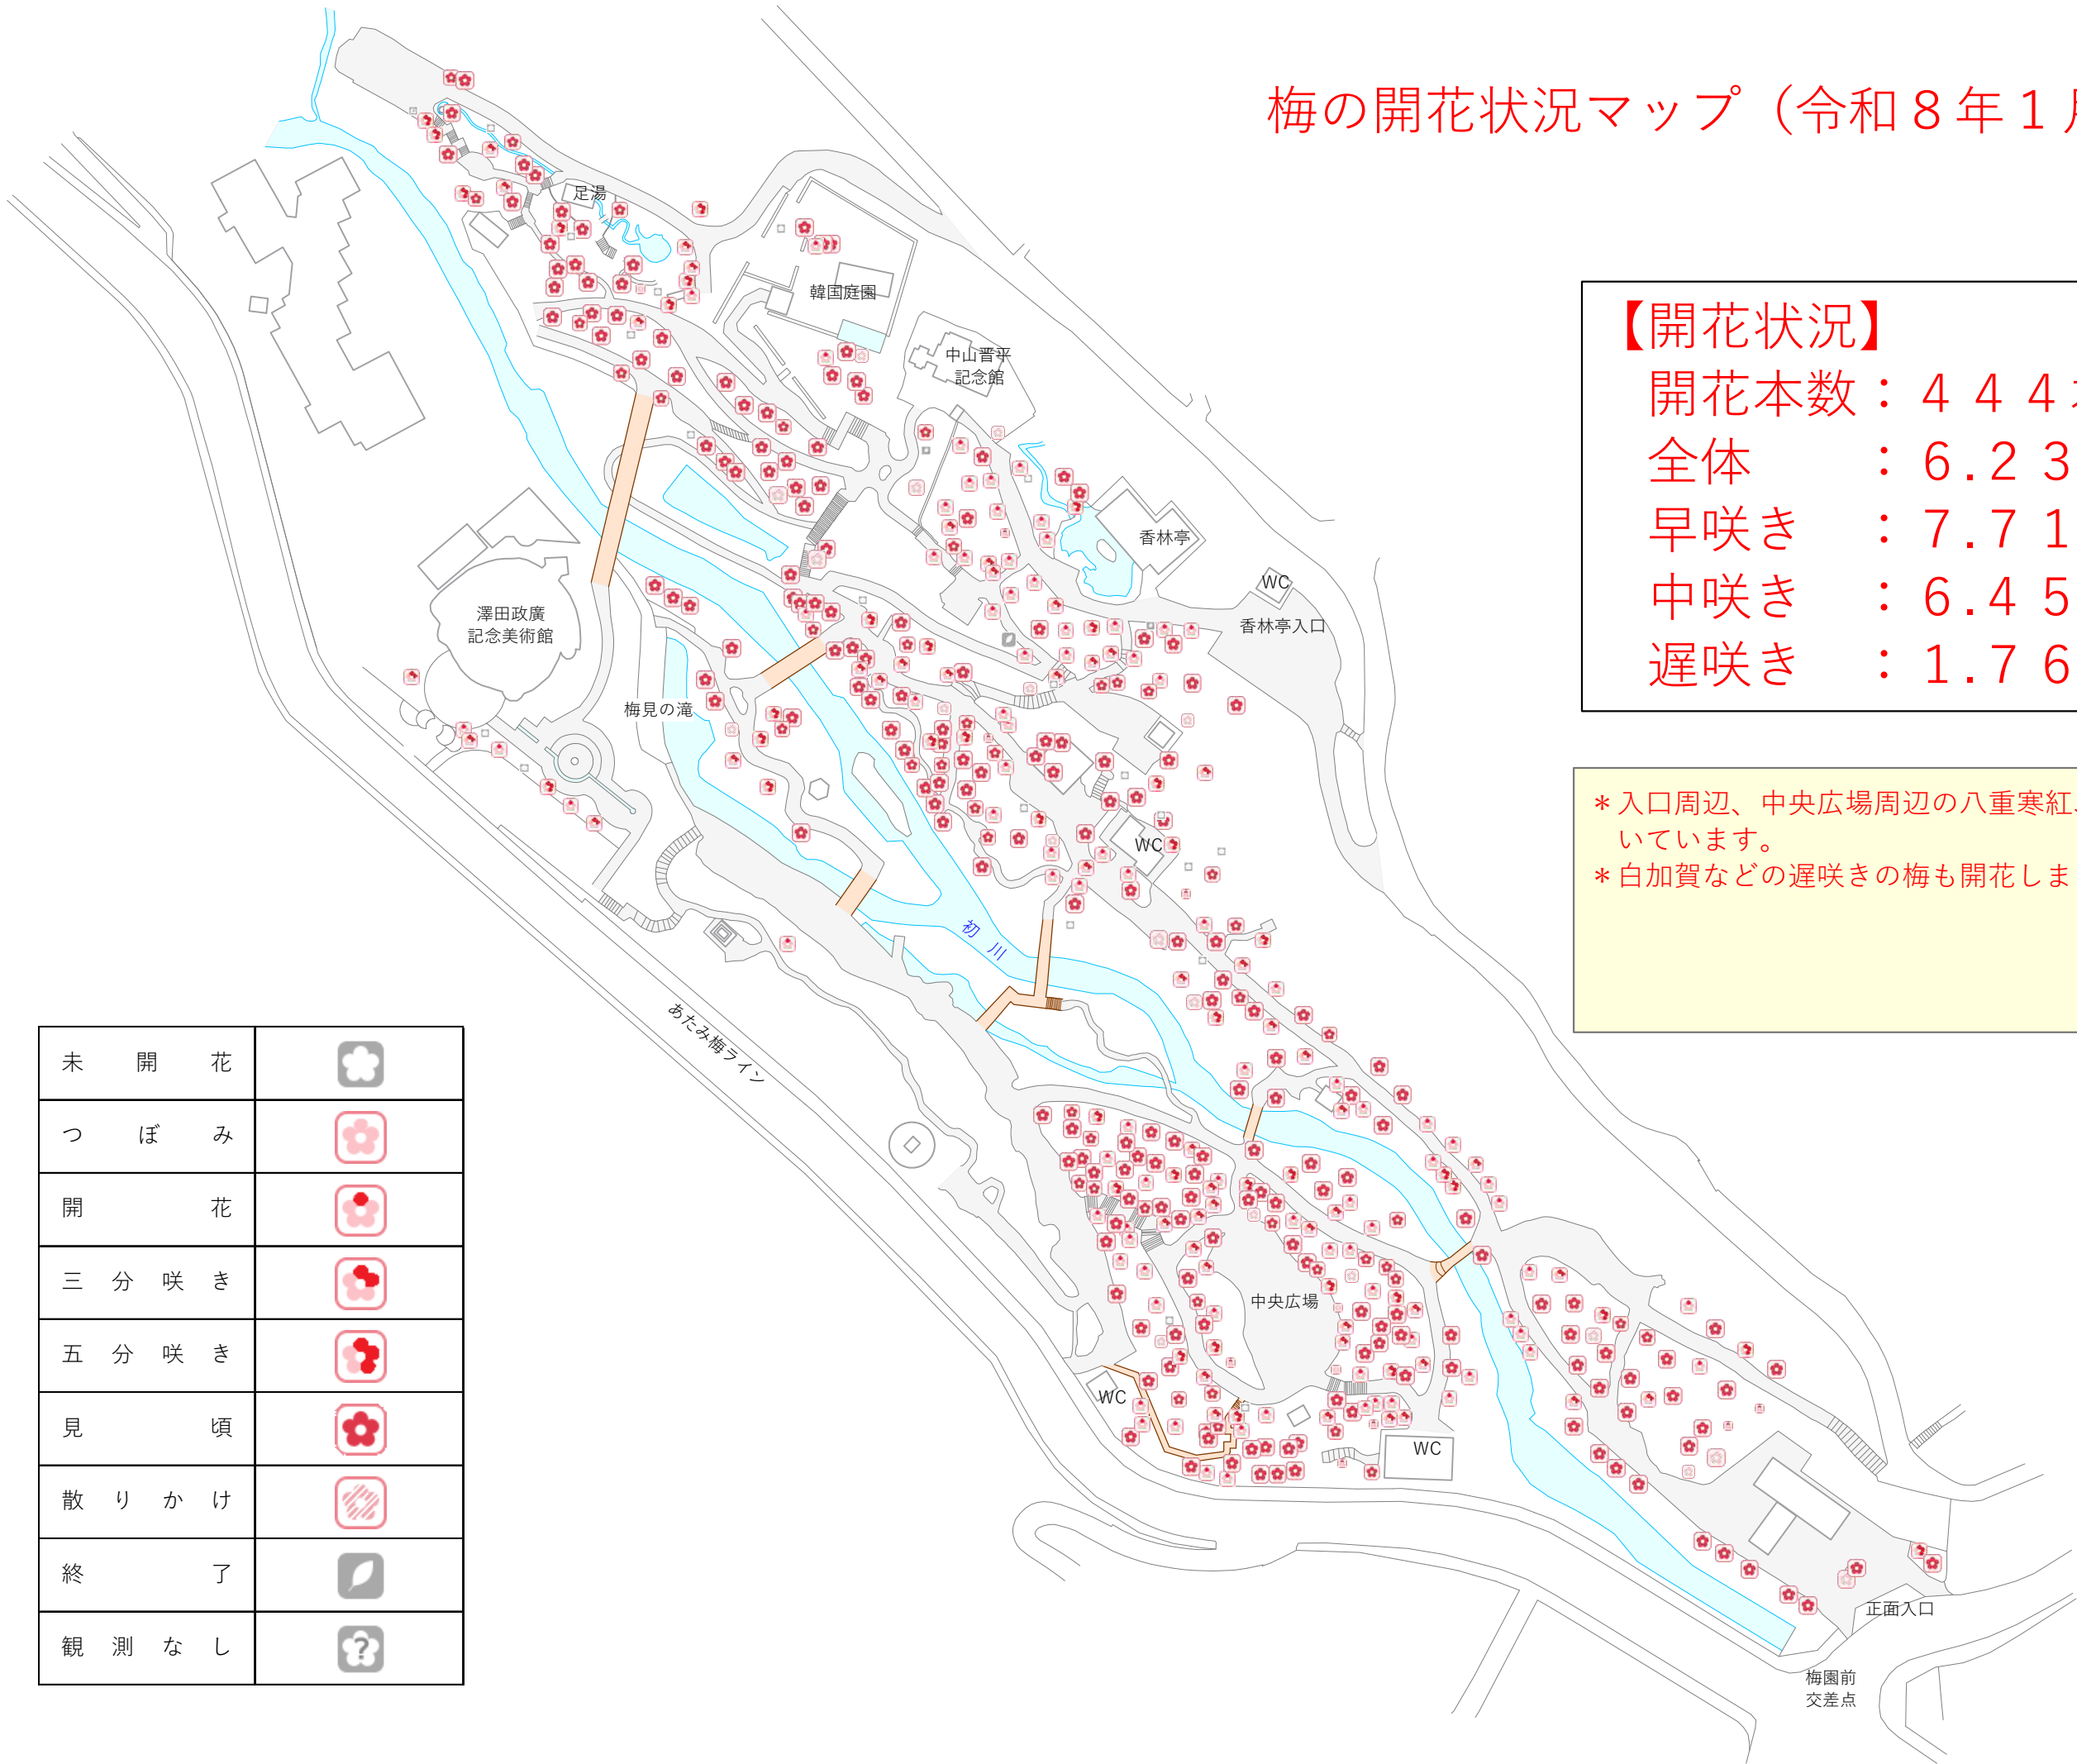 梅の開花状況マップ（令和８年１月
【開花状況】
開花本数：４４４本
全体　　：６.２３
早咲き　：７.７１
中咲き　：６.４５
遅咲き　：１.７６
＊入口周辺、中央広場周辺の八重寒紅、
いています。
＊白加賀などの遅咲きの梅も開花しま
足湯
韓国庭園
中山晋平
記念館
香林亭
WC
香林亭入口
澤田政廣
記念美術館
梅見の滝
WC
初川
あたみ梅ライン
中央広場
WC
WC
正面入口
梅園前
交差点
未開花
つぼみ
開花
三分咲き
五分咲き
見頃
散りかけ
終了
観測なし